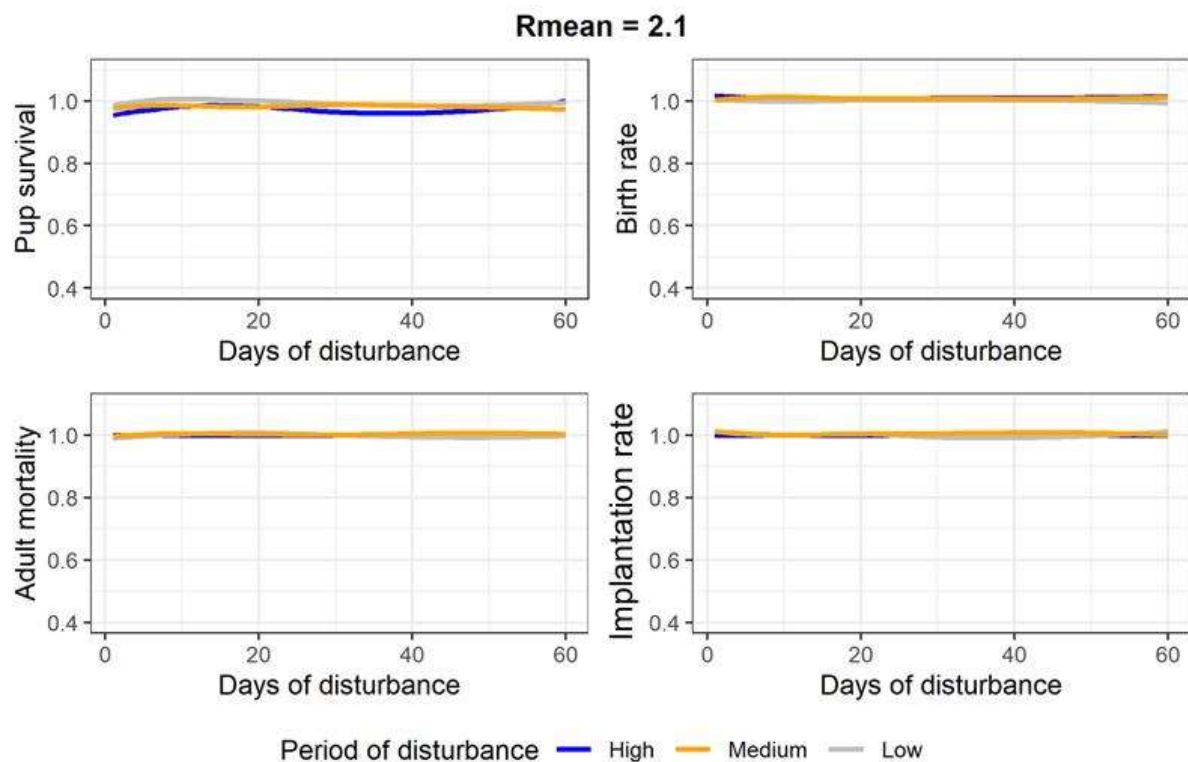 Rmean = 2.1
Pup survival
1.0
0.8
0.6
0.4
0 20 40 60
Days of disturbance
Birth rate
1.0
0.8
0.6
0.4
0 20 40 60
Days of disturbance
Adult mortality
1.0
0.8
0.6
0.4
0 20 40 60
Days of disturbance
Implantation rate
1.0
0.8
0.6
0.4
0 20 40 60
Days of disturbance
Period of disturbance High Medium Low